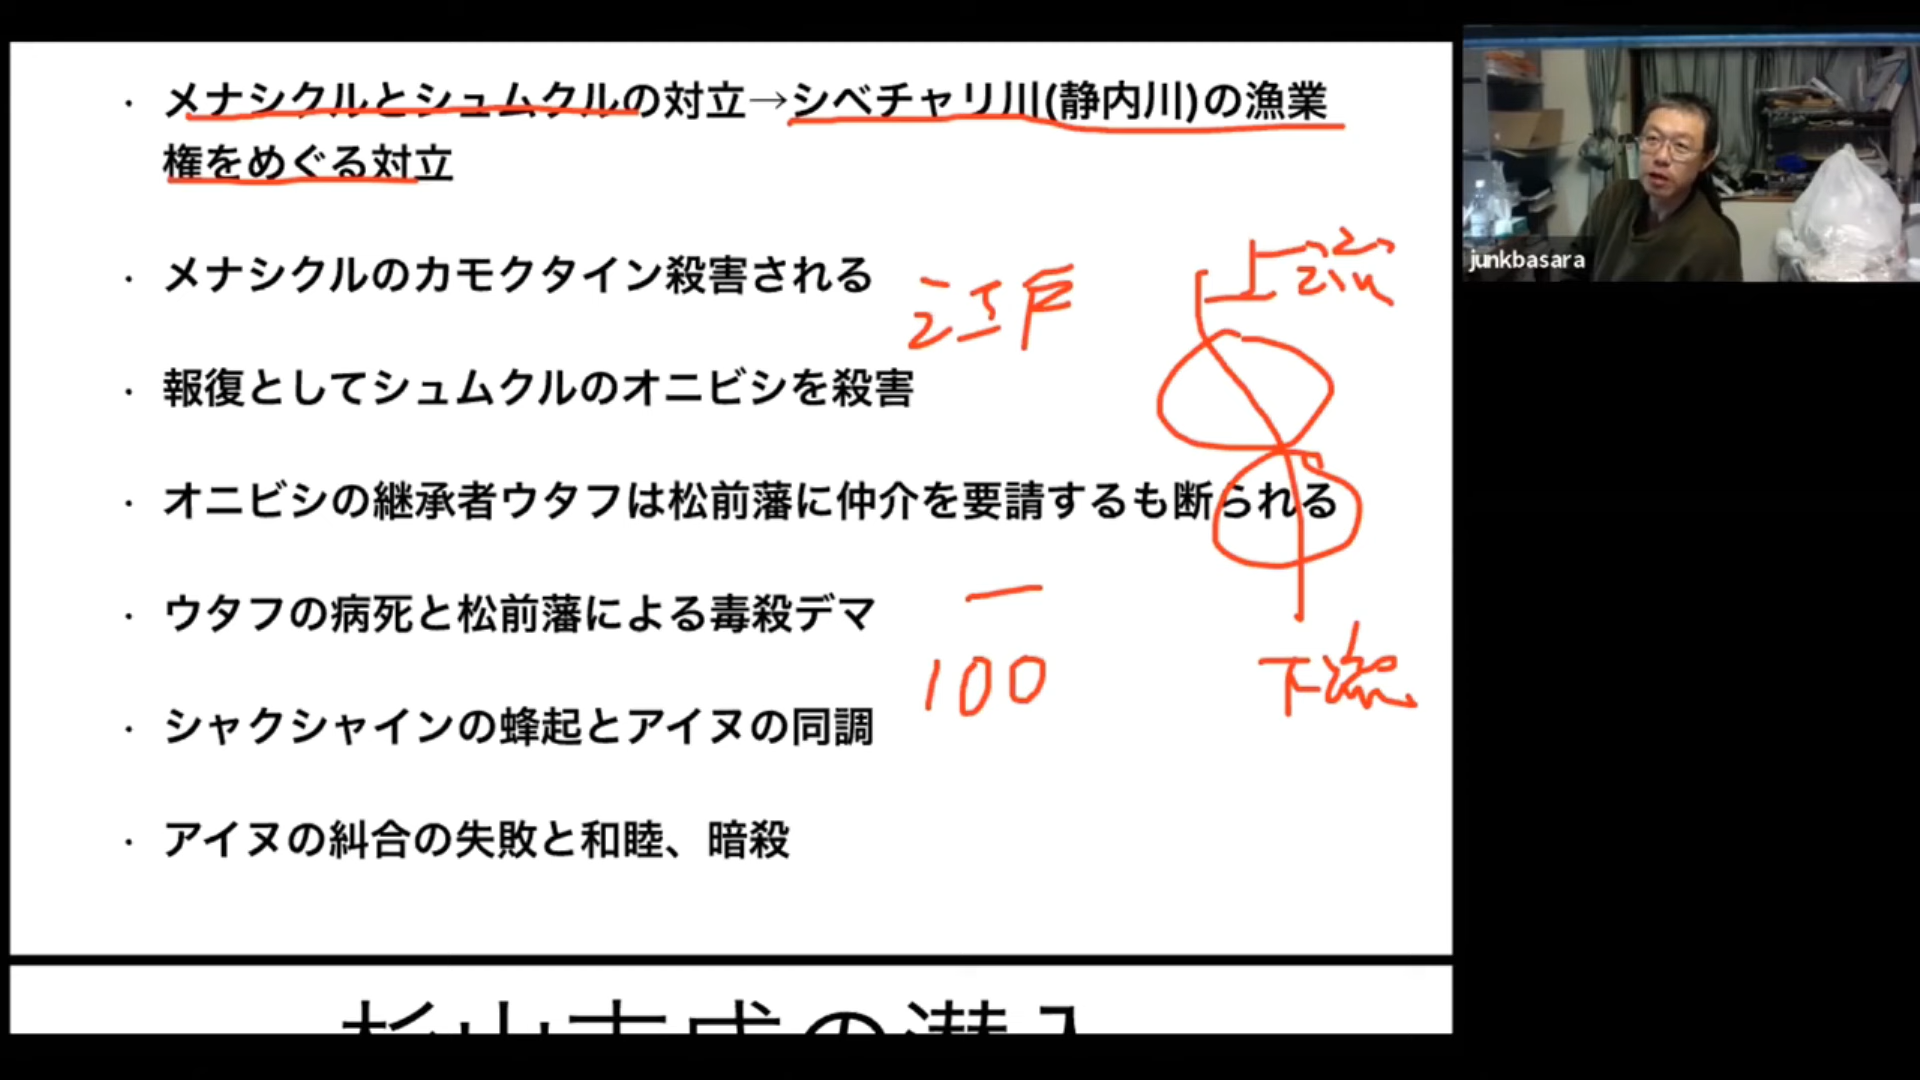 ・メナシクルとシュムクルの対立→シベチャリ川(静内川)の漁業
権をめぐる対立
・メナシクルのカモクタイン殺害される
江戸
・報復としてシュムクルのオニビシを殺害
・オニビシの継承者ウタフは松前藩に仲介を要請するも断られる
・ウタフの病死と松前藩による毒殺デマ
100
下流
・シャクシャインの蜂起とアイヌの同調
・アイヌの糾合の失敗と和睦、暗殺
junkbasara